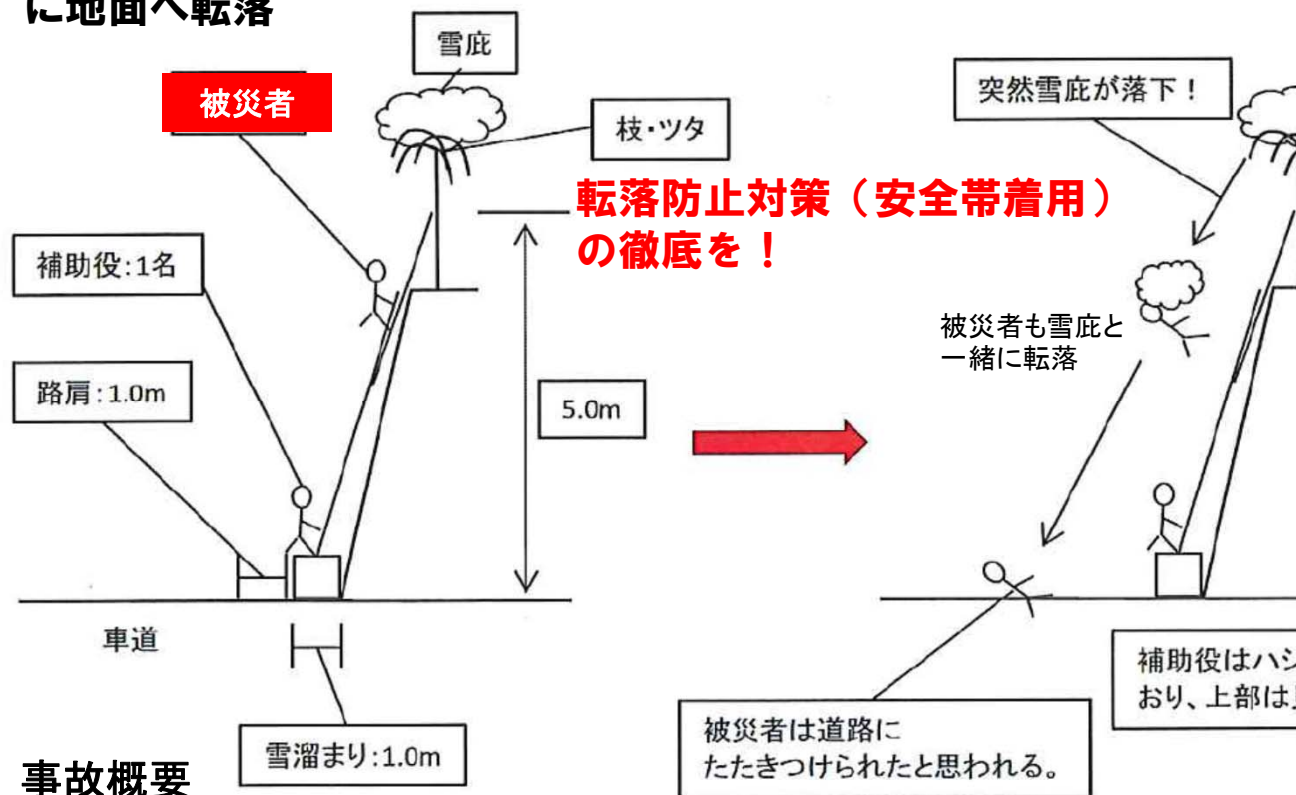 に地面へ転落
雪庇
被災者
枝・ツタ
転落防止対策（安全帯着用）
の徹底を！
補助役:1名
路肩:1.0m
5.0m
車道
雪溜まり:1.0m
事故概要
突然雪庇が落下！
被災者も雪庇と
一緒に転落
補助役はハシ
おり、上部は
被災者は道路に
たたきつけられたと思われる。